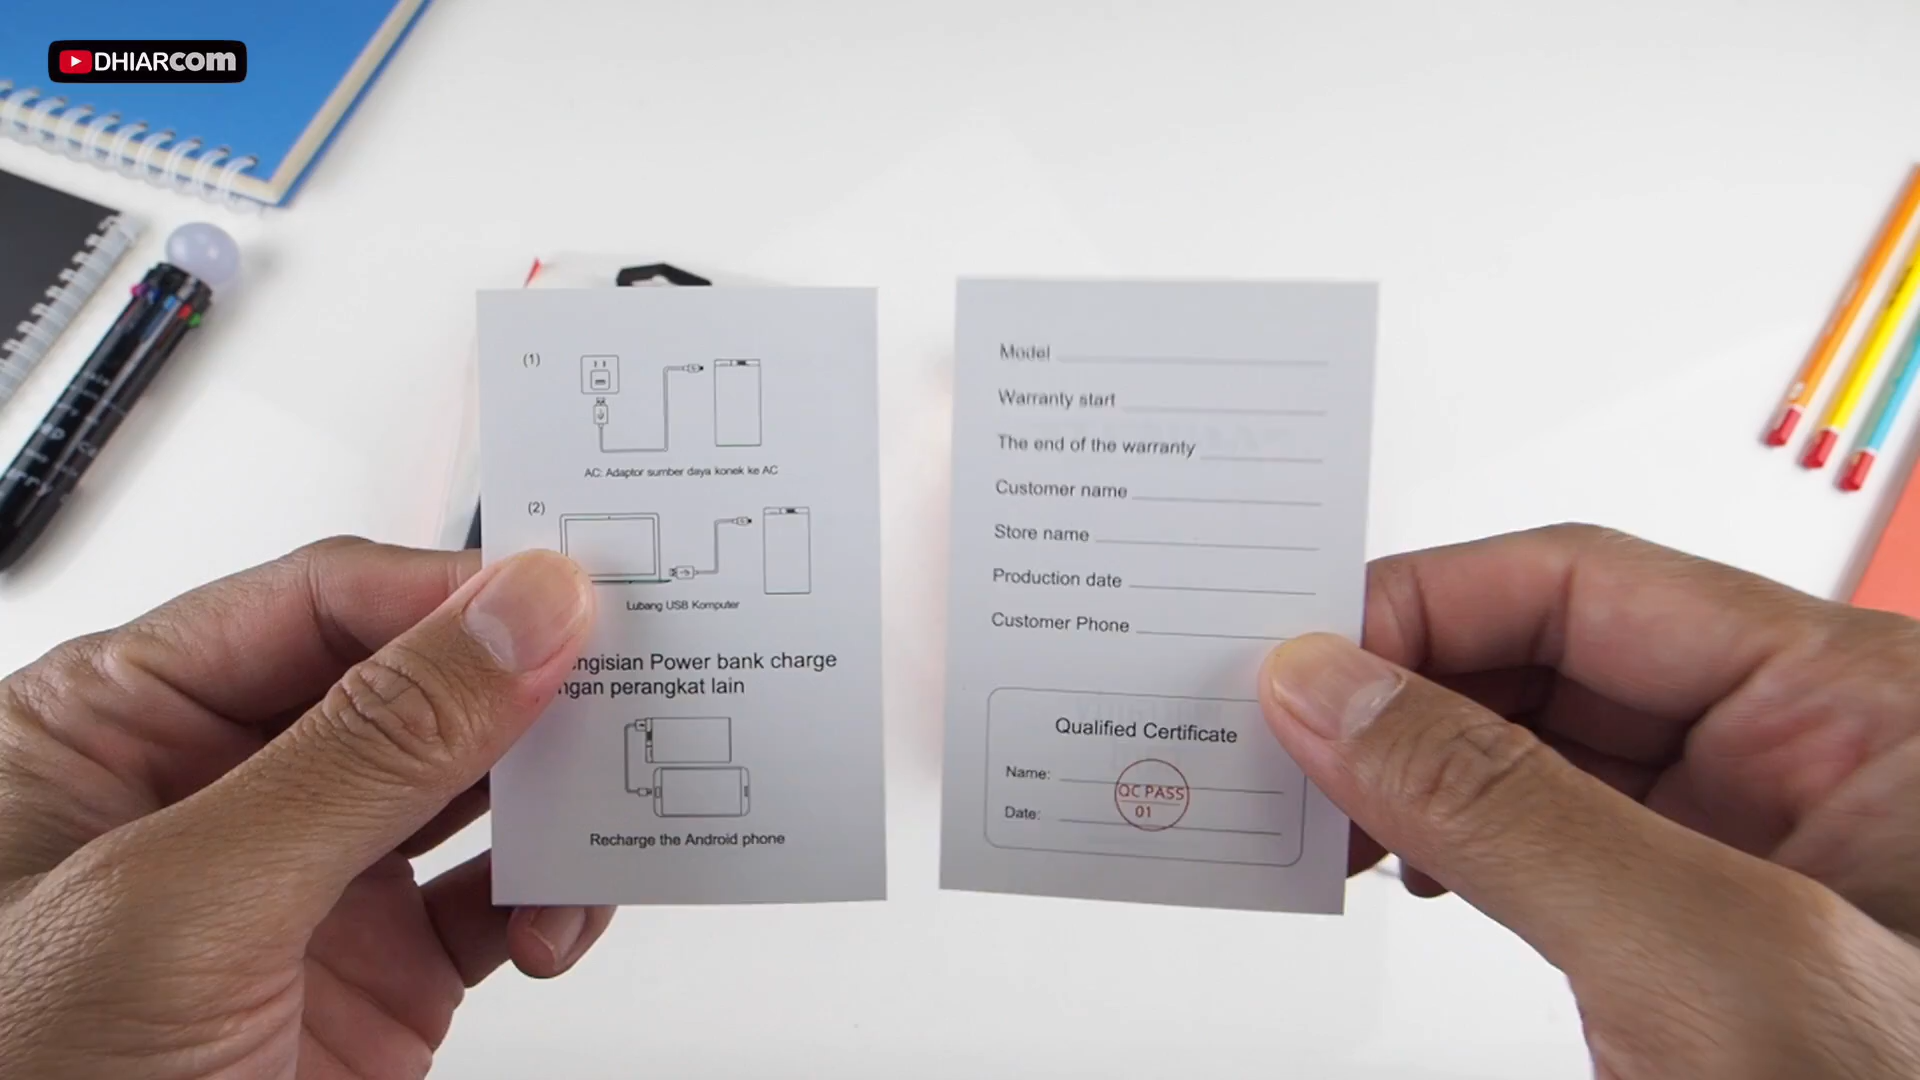 DHIARCOM
(1)
AC: Adaptor sumber daya konek ke AC
(2)
Lubang USB Komputer
Power bank charge
perangkat lain
Recharge the Android phone
Model
Warranty start
The end of the warranty
Customer name
Store name
Production date
Customer Phone
Qualified Certificate
Name:
Date:
QC PASS
01